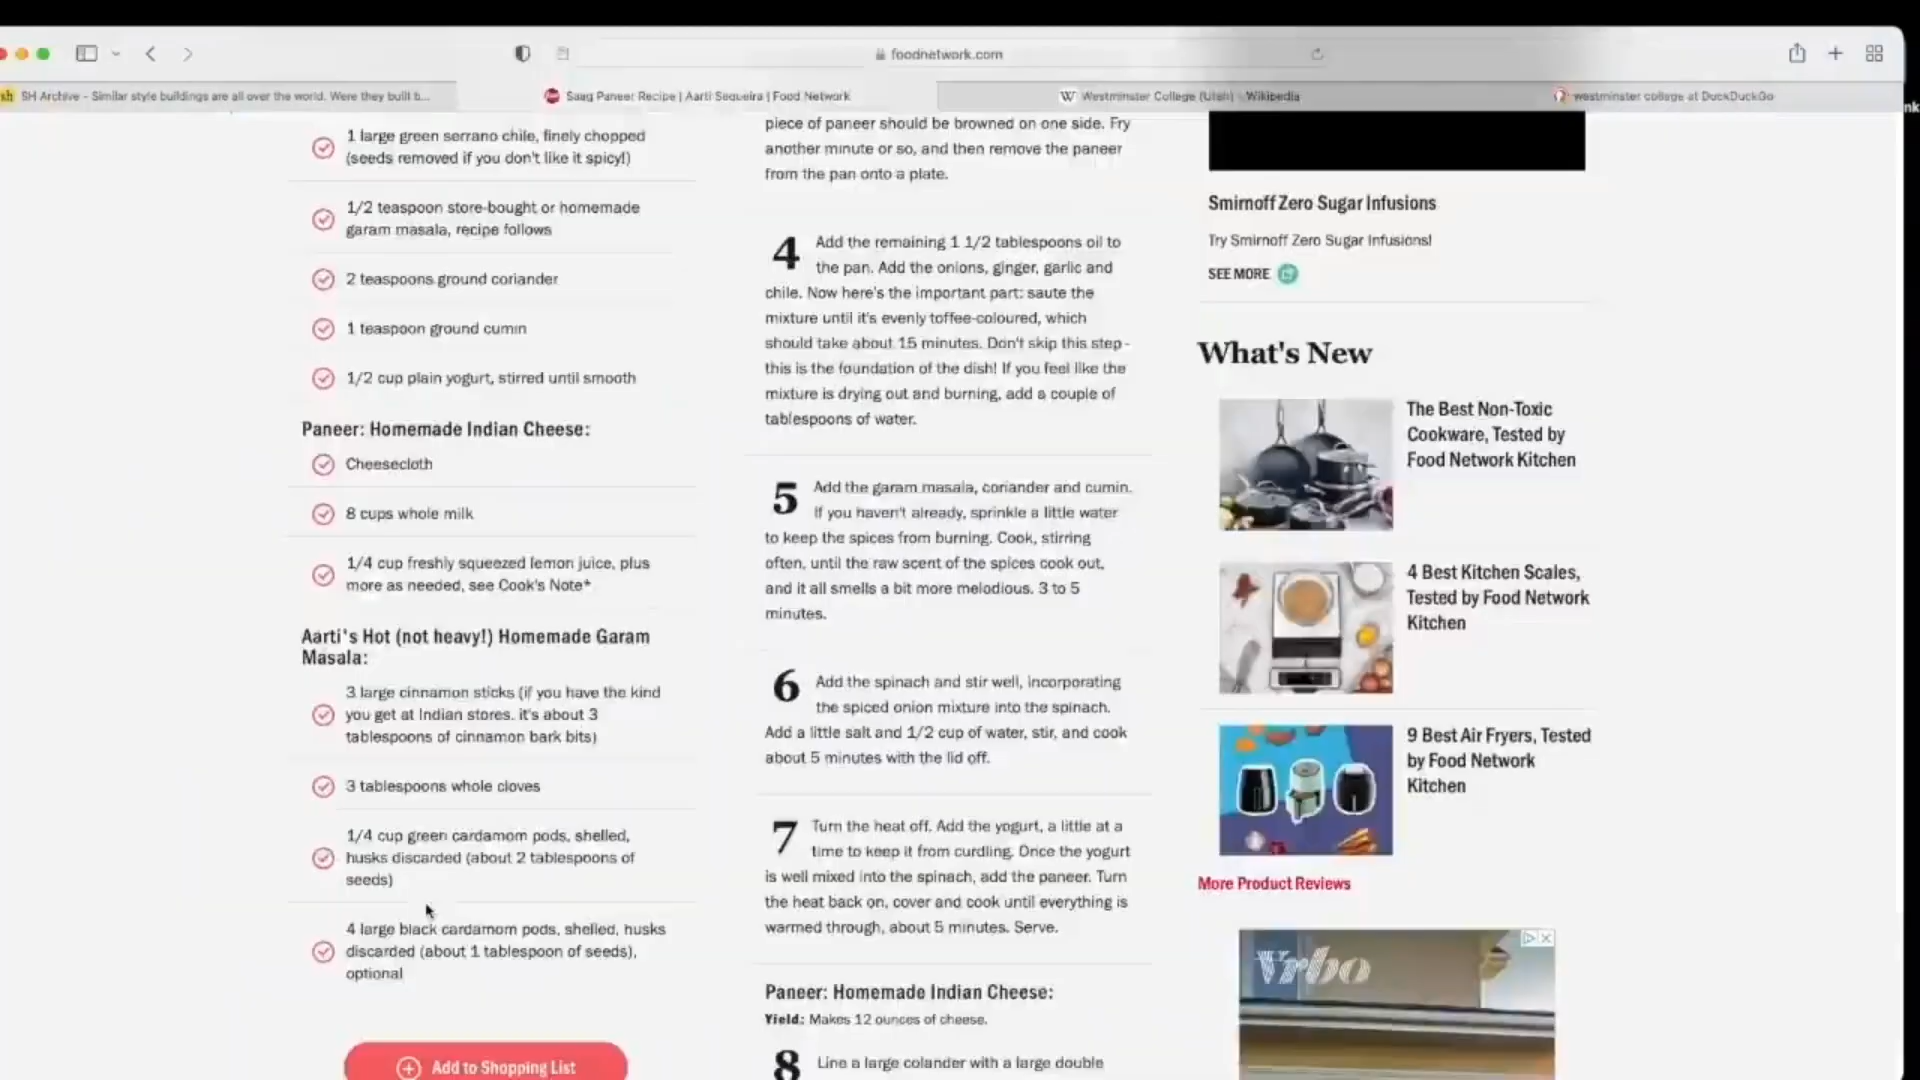 foodnetwork.com
SH Archive - Similar style buildings are all over the world. Were they built b...
Saag Paneer Recipe | Aarti Sequeira | Food Network
Westminster College (Utah) - Wikipedia
westminster college at DuckDuckGo
1 large green serrano chile, finely chopped
(seeds removed if you don't like it spicy!)
1/2 teaspoon store-bought or homemade
garam masala, recipe follows
2 teaspoons ground coriander
1 teaspoon ground cumin
1/2 cup plain yogurt, stirred until smooth
Paneer: Homemade Indian Cheese:
Cheesecloth
8 cups whole milk
1/4 cup freshly squeezed lemon juice, plus
more as needed, see Cook's Note*
Aarti's Hot (not heavy!) Homemade Garam
Masala:
3 large cinnamon sticks (if you have the kind
you get at Indian stores, it's about 3
tablespoons of cinnamon bark bits)
3 tablespoons whole cloves
1/4 cup green cardamom pods, shelled,
husks discarded (about 2 tablespoons of
seeds)
4 large black cardamom pods, shelled, husks
discarded (about 1 tablespoon of seeds),
optional
Add to Shopping List
piece of paneer should be browned on one side. Fry
another minute or so, and then remove the paneer
from the pan onto a plate.
4 Add the remaining 1 1/2 tablespoons oil to
the pan. Add the onions, ginger, garlic and
chile. Now here's the important part: saute the
mixture until it's evenly toffee-coloured, which
should take about 15 minutes. Don't skip this step -
this is the foundation of the dish! If you feel like the
mixture is drying out and burning, add a couple of
tablespoons of water.
5 Add the garam masala, coriander and cumin.
If you haven't already, sprinkle a little water
to keep the spices from burning. Cook, stirring
often, until the raw scent of the spices cook out,
and it all smells a bit more melodious, 3 to 5
minutes.
6 Add the spinach and stir well, incorporating
the spiced onion mixture into the spinach.
Add a little salt and 1/2 cup of water, stir, and cook
about 5 minutes with the lid off.
7 Turn the heat off. Add the yogurt, a little at a
time to keep it from curdling. Once the yogurt
is well mixed into the spinach, add the paneer. Turn
the heat back on, cover and cook until everything is
warmed through, about 5 minutes. Serve.
Paneer: Homemade Indian Cheese:
Yield: Makes 12 ounces of cheese.
8 Line a large colander with a large double
Smirnoff Zero Sugar Infusions
Try Smirnoff Zero Sugar Infusions!
SEE MORE
What's New
The Best Non-Toxic
Cookware, Tested by
Food Network Kitchen
4 Best Kitchen Scales,
Tested by Food Network
Kitchen
9 Best Air Fryers, Tested
by Food Network
Kitchen
More Product Reviews
Vrbo